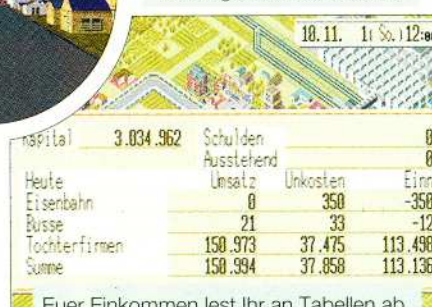 18. 11. 1( So.) 12:
Kapital 3.034.962 Schulden 0
Ausstehend 0
Heute Umsatz Unkosten Einn
Eisenbahn 0 350 -350
Busse 21 33 -12
Tochterfirmen 150.973 37.475 113.498
Summe 150.994 37.858 113.136
Euer Einkommen lest Ihr an Tabellen ab